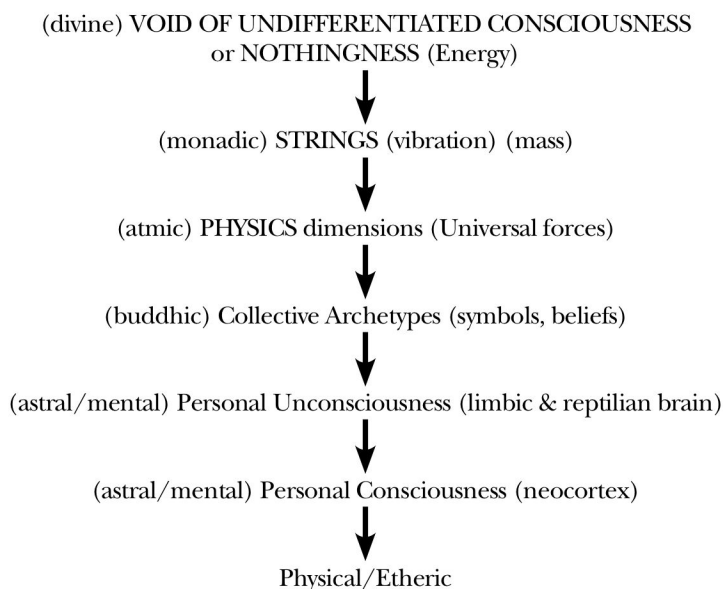 (divine) VOID OF UNDIFFERENTIATED CONSCIOUSNESS
or NOTHINGNESS (Energy)
(monadic) STRINGS (vibration) (mass)
(atmic) PHYSICS dimensions (Universal forces)
(buddhic) Collective Archetypes (symbols, beliefs)
(astral/mental) Personal Unconsciousness (limbic & reptilian brain)
(astral/mental) Personal Consciousness (neocortex)
Physical/Etheric